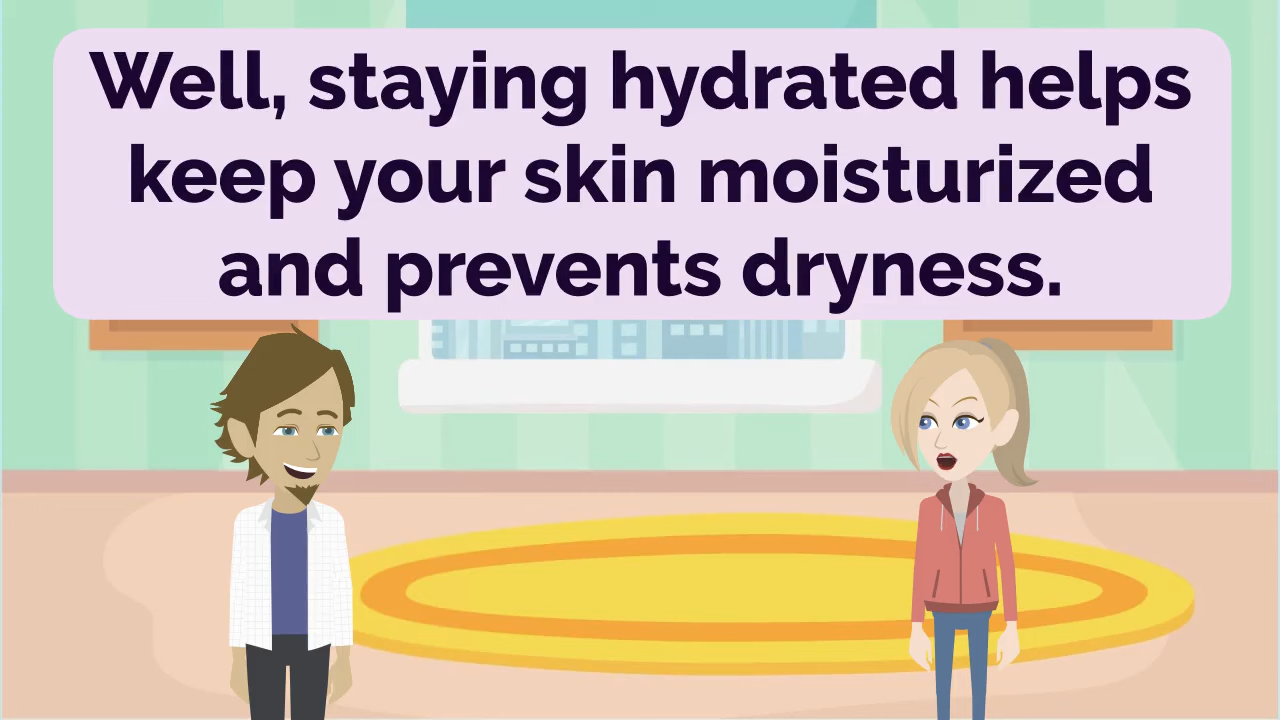 Well, staying hydrated helps
keep your skin moisturized
and prevents dryness.